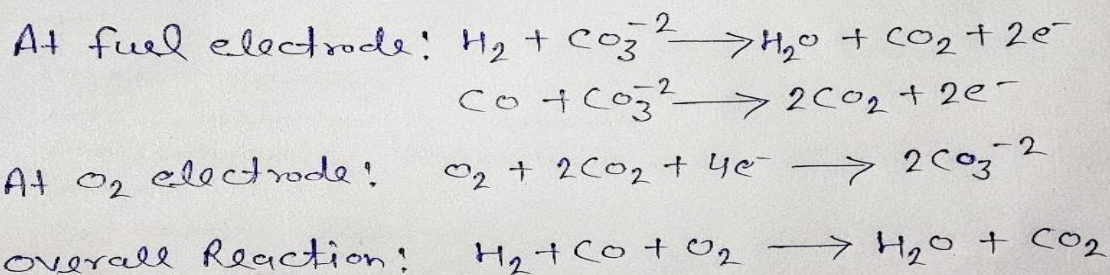 At fuel electrode: H₂ + CO₃⁻² → H₂O + CO₂ + 2e⁻
CO + CO₃⁻² → 2CO₂ + 2e⁻
At O₂ electrode: O₂ + 2CO₂ + 4e⁻ → 2CO₃⁻²
Overall Reaction: H₂ + CO + O₂ → H₂O + CO₂